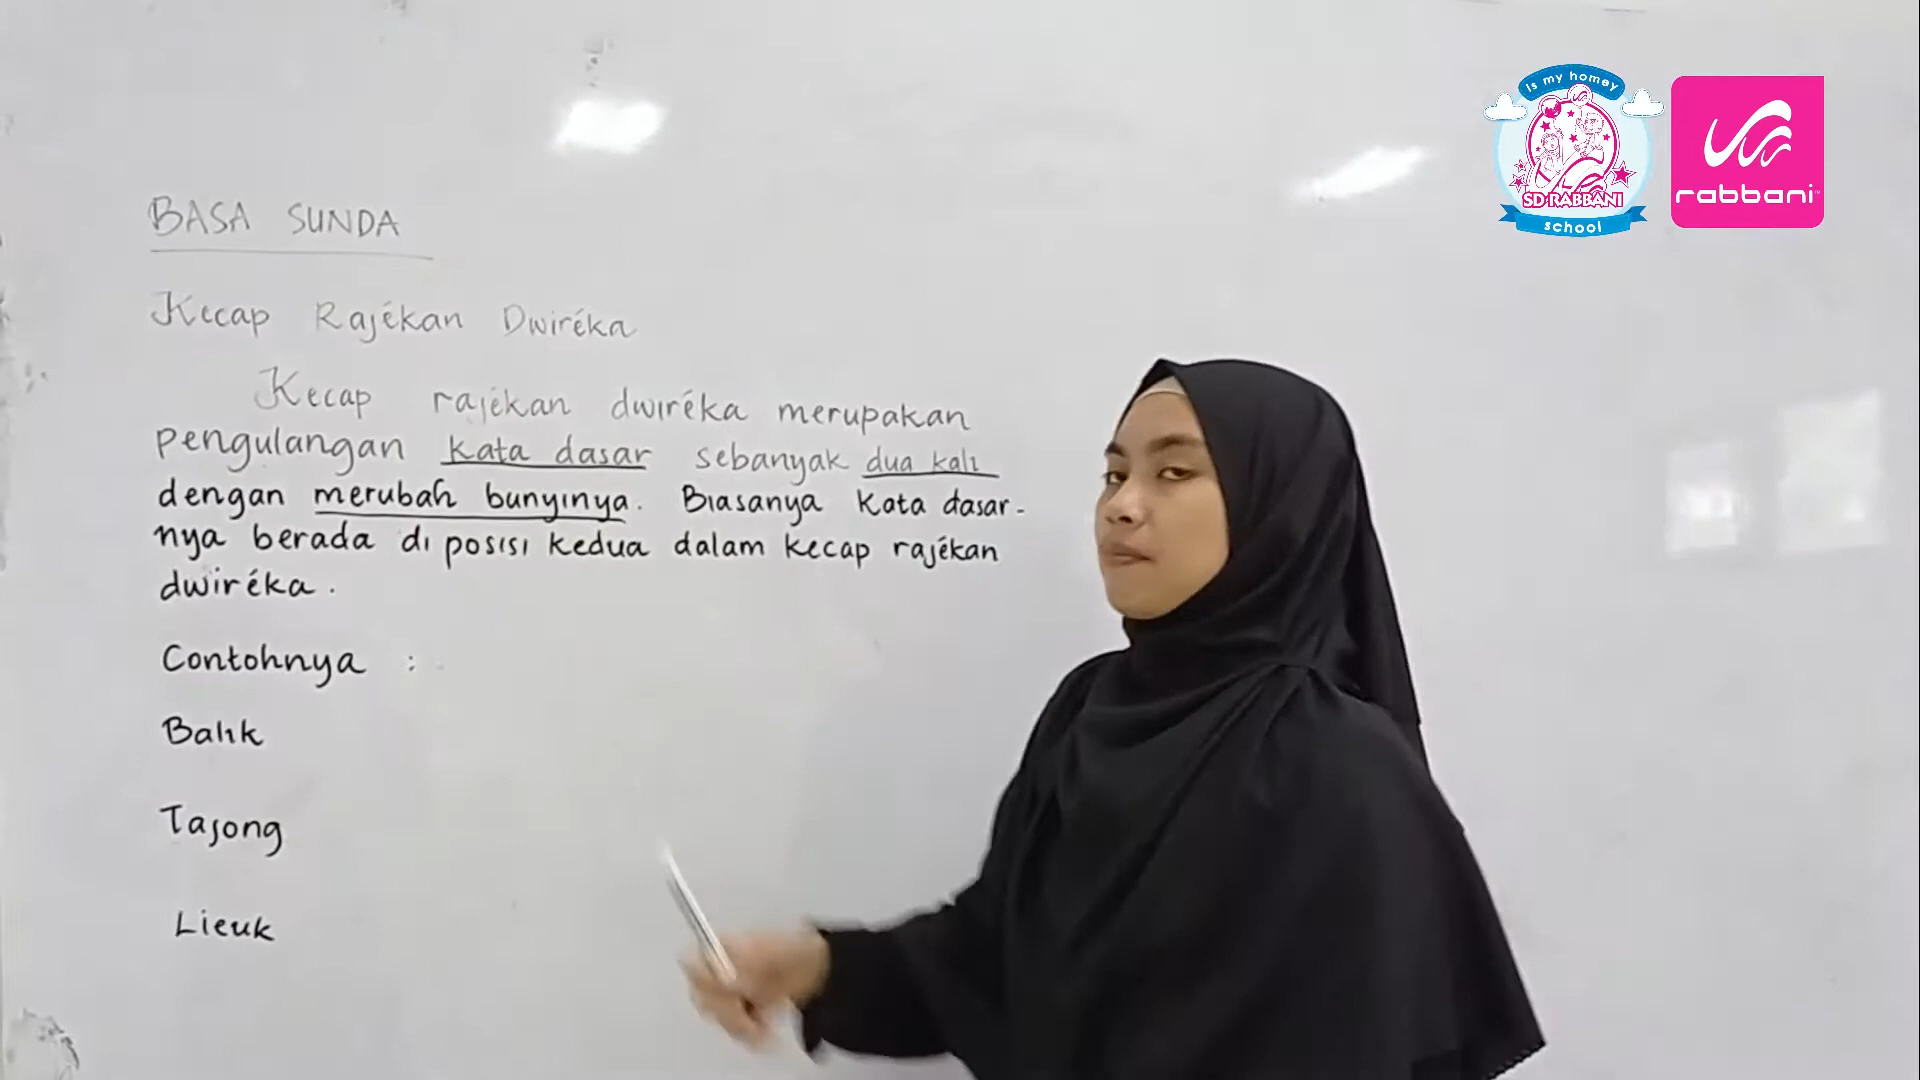 is my homey
SD RABBANI
school
rabbani
BASA SUNDA
Kecap Rajékan Dwiréka
Kecap rajékan dwiréka merupakan
pengulangan kata dasar sebanyak dua kali
dengan merubah bunyinya. Biasanya kata dasar-
nya berada di posisi kedua dalam kecap rajékan
dwiréka.
Contohnya :
Balik
Tajong
Lieuk